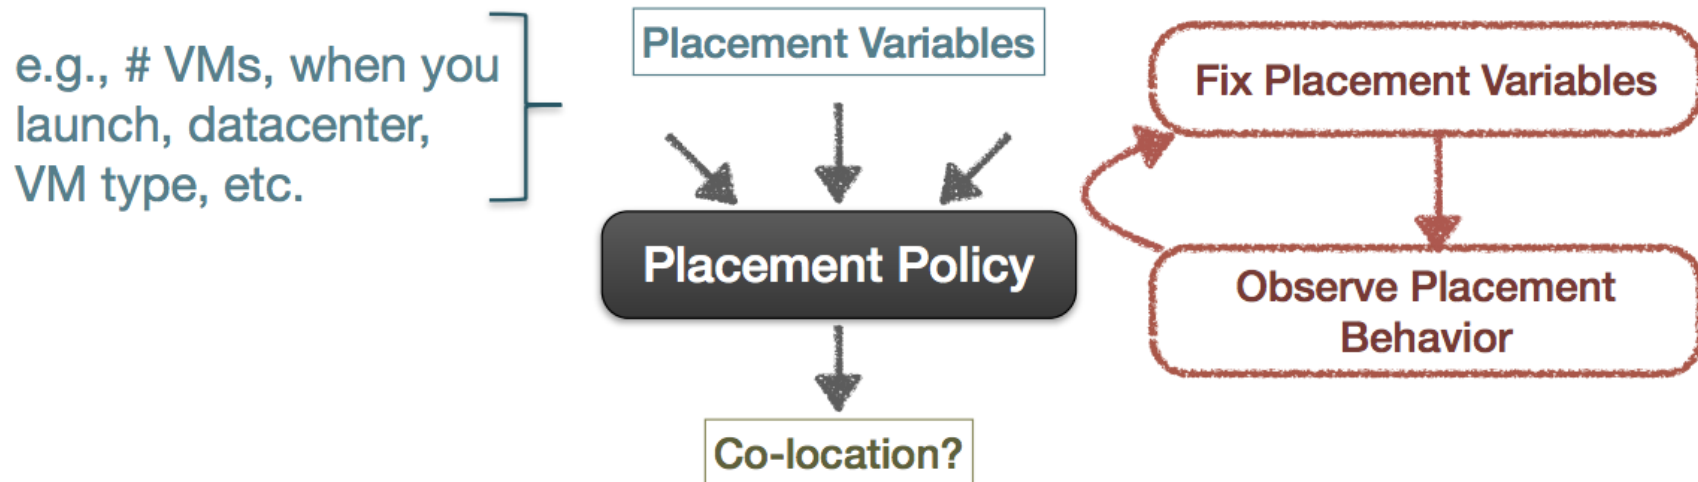 e.g., # VMs, when you
launch, datacenter,
VM type, etc.
Placement Variables
Placement Policy
Co-location?
Fix Placement Variables
Observe Placement
Behavior